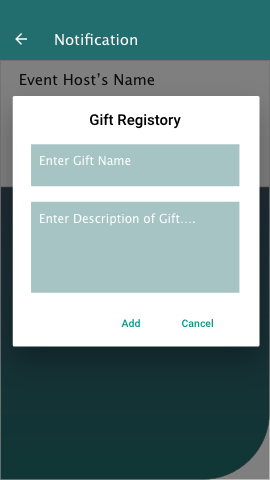 Notification
Event Host's Name
Gift Registory
Enter Gift Name
Enter Description of Gift....
Add Cancel